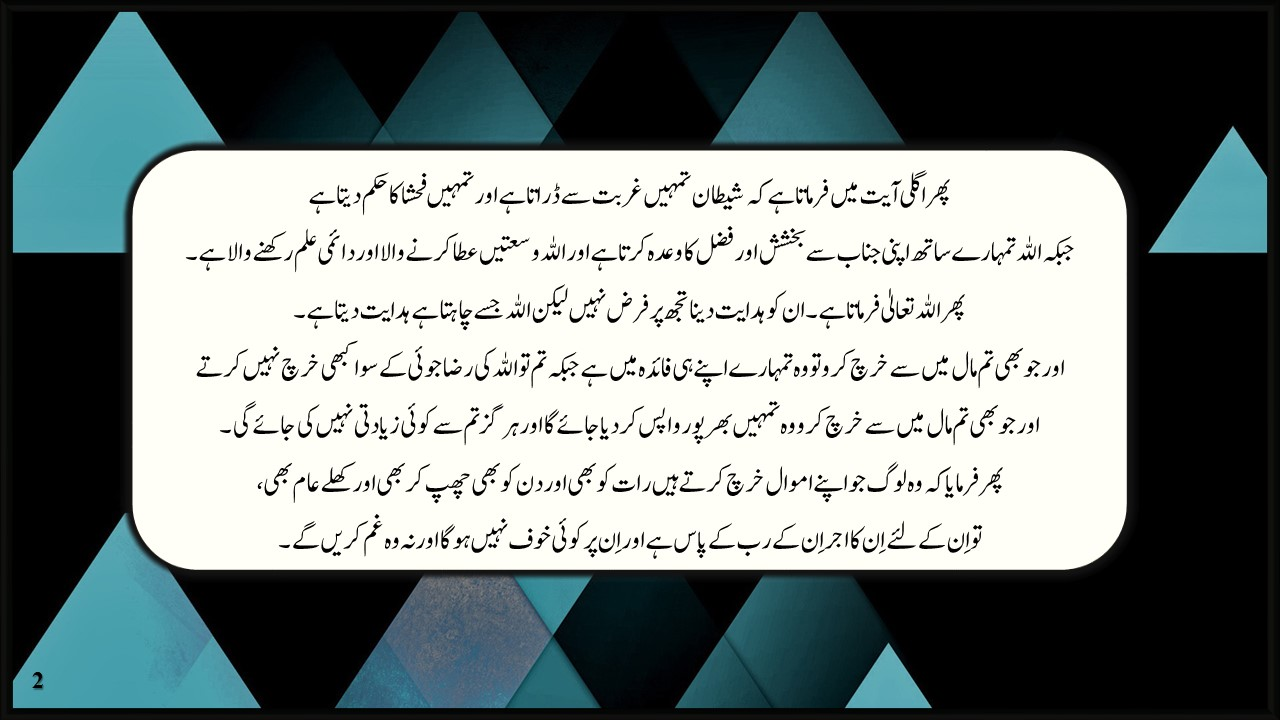 پھر اگلی آیت میں فرماتا ہے کہ شیطان تمہیں غربت سے ڈراتا ہے اور تمہیں فحشا کا حکم دیتا ہے
جبکہ اللہ تمہارے ساتھ اپنی جناب سے بخشش اور فضل کا وعدہ کرتا ہے اور اللہ وسعتیں عطا کرنے والا اور دائمی علم رکھنے والا ہے۔
پھر اللہ تعالیٰ فرماتا ہے۔ ان کو ہدایت دینا تجھ پر فرض نہیں لیکن اللہ جسے چاہتا ہے ہدایت دیتا ہے۔
اور جو بھی تم مال میں سے خرچ کرو تو وہ تمہارے اپنے ہی فائدہ میں ہے جبکہ تم تو اللہ کی رضا جوئی کے سوا کبھی خرچ نہیں کرتے
اور جو بھی تم مال میں سے خرچ کرو وہ تمہیں بھرپور واپس کر دیا جائے گا اور ہرگز تم سے کوئی زیادتی نہیں کی جائے گی۔
پھر فرمایا کہ وہ لوگ جو اپنے اموال خرچ کرتے ہیں رات کو بھی اور دن کو بھی چھپ کر بھی اور کھلے عام بھی،
تو اِن کے لئے اِن کا اجر اِن کے رب کے پاس ہے اور اِن پر کوئی خوف نہیں ہو گا اور نہ وہ غم کریں گے۔
2